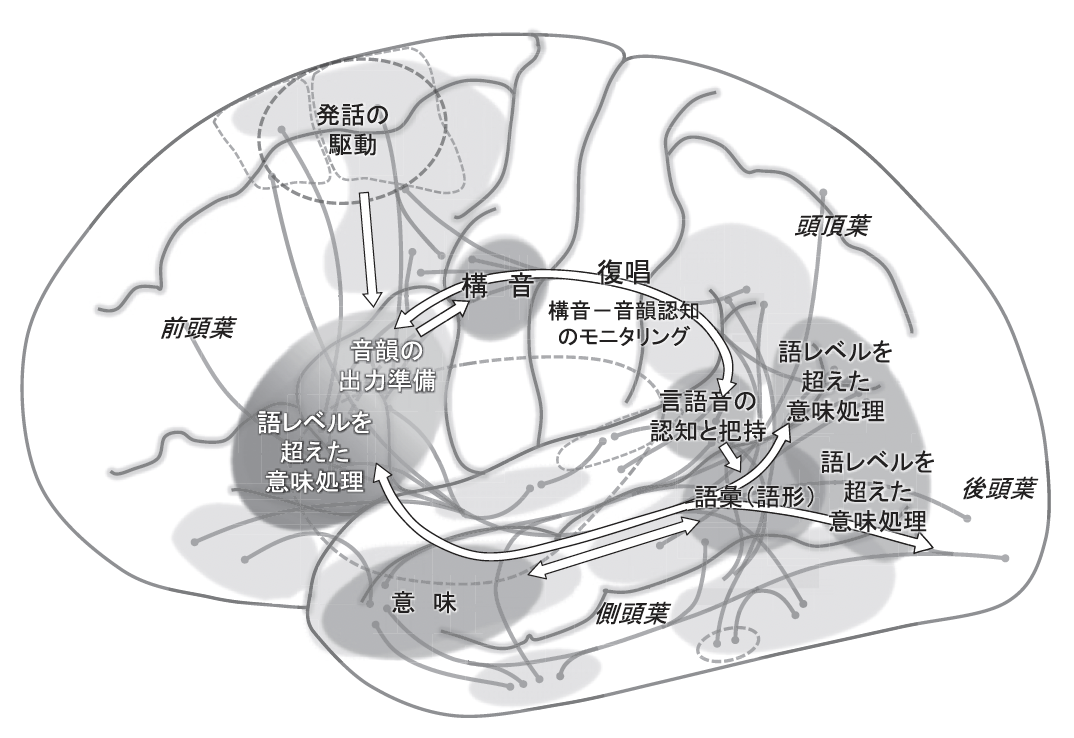 発話の
駆動
頭頂葉
前頭葉
構 音
復唱
構音－音韻認知
のモニタリング
音韻の
出力準備
語レベルを
超えた
意味処理
言語音の
認知と把持
語レベルを
超えた
意味処理
語レベルを
超えた
意味処理
語彙（語形）
後頭葉
意 味
側頭葉